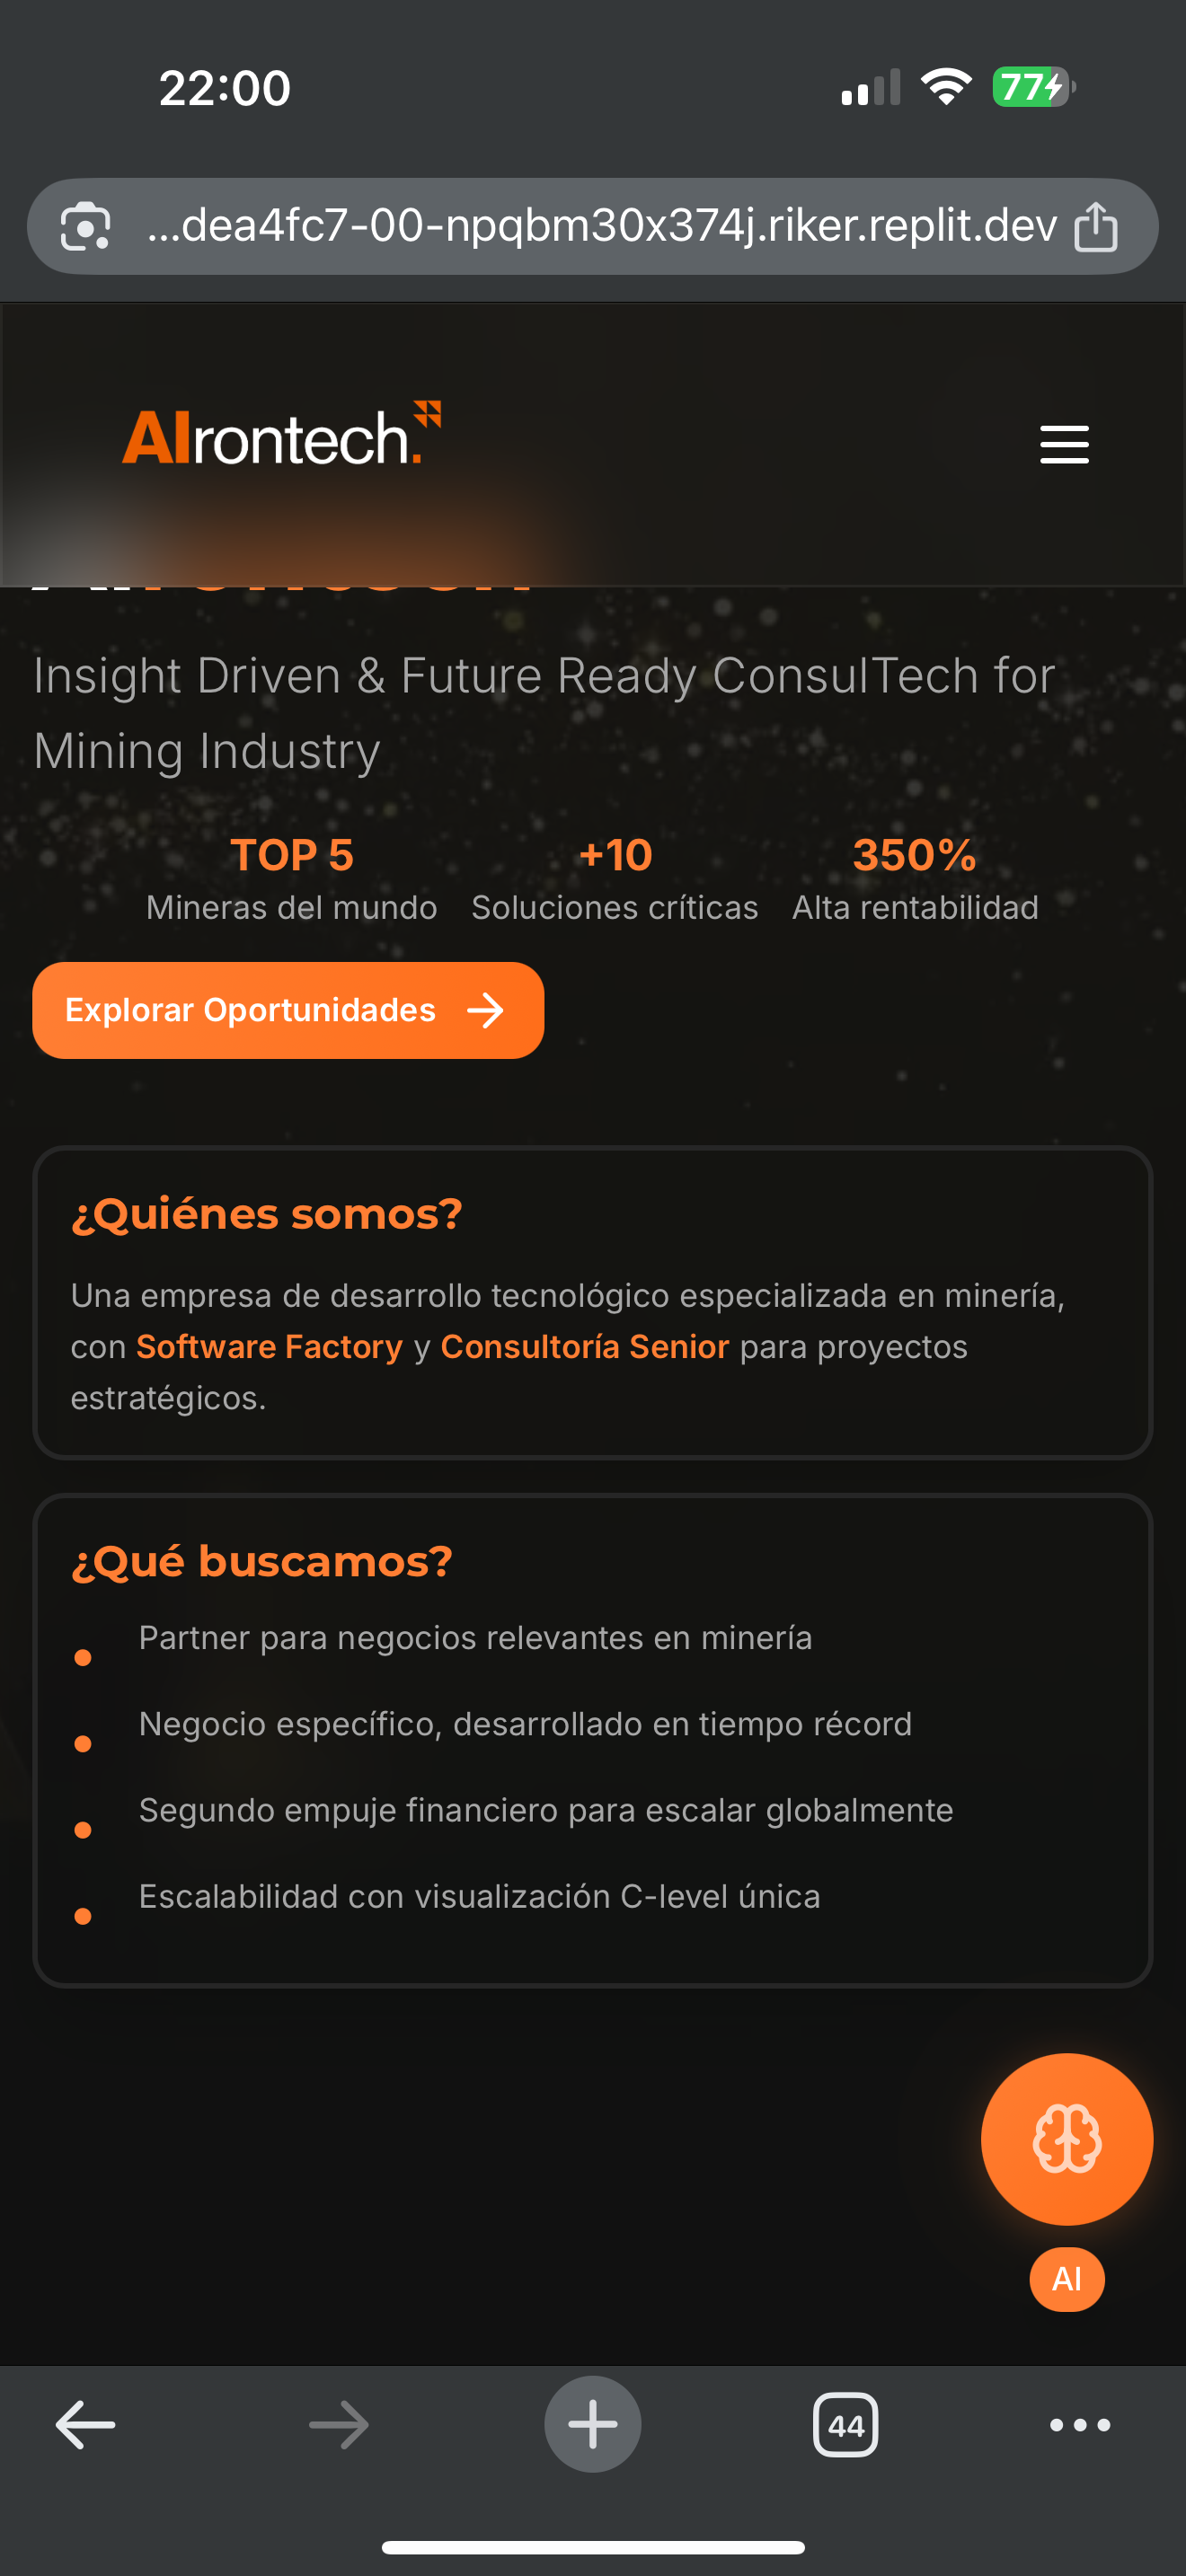 22:00
77
...dea4fc7-00-npqbm30x374j.riker.replit.dev
AIrontech.
Insight Driven & Future Ready ConsulTech for
Mining Industry
TOP 5
+10
350%
Mineras del mundo
Soluciones críticas
Alta rentabilidad
Explorar Oportunidades
¿Quiénes somos?
Una empresa de desarrollo tecnológico especializada en minería,
con Software Factory y Consultoría Senior para proyectos
estratégicos.
¿Qué buscamos?
Partner para negocios relevantes en minería
Negocio específico, desarrollado en tiempo récord
Segundo empuje financiero para escalar globalmente
Escalabilidad con visualización C-level única
AI
44